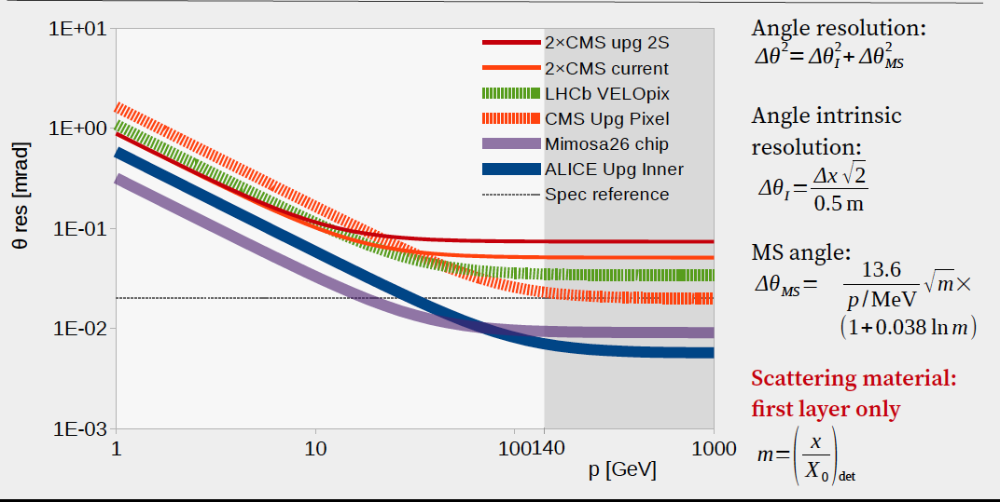 1E+01
1E+00
1E-01
1E-02
1E-03
θ res [mrad]
1
10
100140
1000
p [GeV]
2×CMS upg 2S
2×CMS current
LHCb VELOpix
CMS Upg Pixel
Mimosa26 chip
ALICE Upg Inner
Spec reference
Angle resolution:
Δθ² = Δθ_I² + Δθ_MS²
Angle intrinsic
resolution:
Δθ_I = Δx √2 / 0.5 m
MS angle:
Δθ_MS = 13.6 / p/MeV √m ×
(1+0.038 ln m)
Scattering material:
first layer only
m = (x / X₀)_det